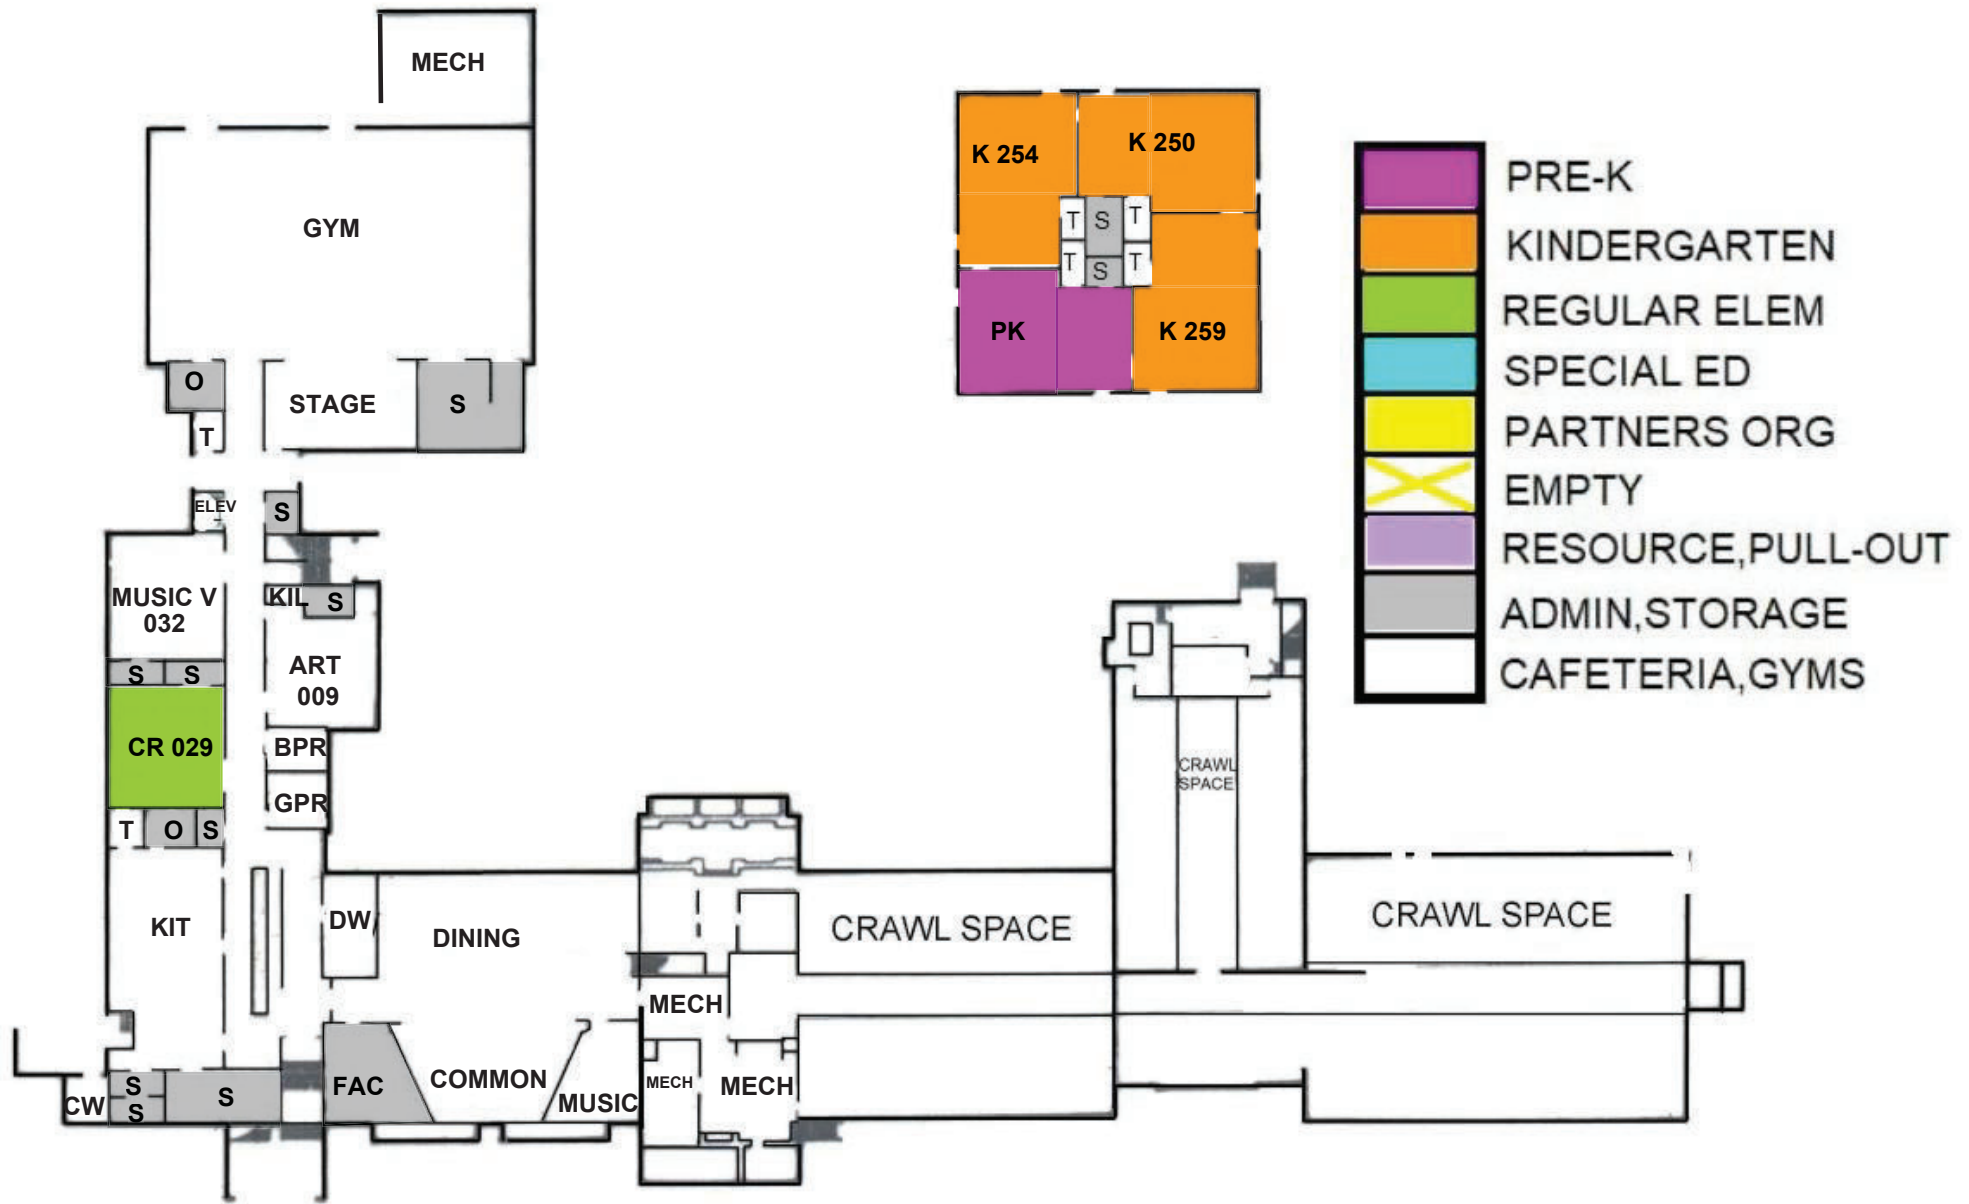 MECH
GYM
O
STAGE
S
T
ELEV
S
MUSIC V
032
KIL
S
ART
009
S
S
CR 029
BPR
GPR
T
O
S
KIT
DW
DINING
CW
S
S
S
FAC
COMMON
MUSIC
MECH
MECH
MECH
CRAWL SPACE
CRAWL
SPACE
CRAWL SPACE
K 254
K 250
T
S
T
T
S
T
PK
K 259
PRE-K
KINDERGARTEN
REGULAR ELEM
SPECIAL ED
PARTNERS ORG
EMPTY
RESOURCE,PULL-OUT
ADMIN,STORAGE
CAFETERIA,GYMS